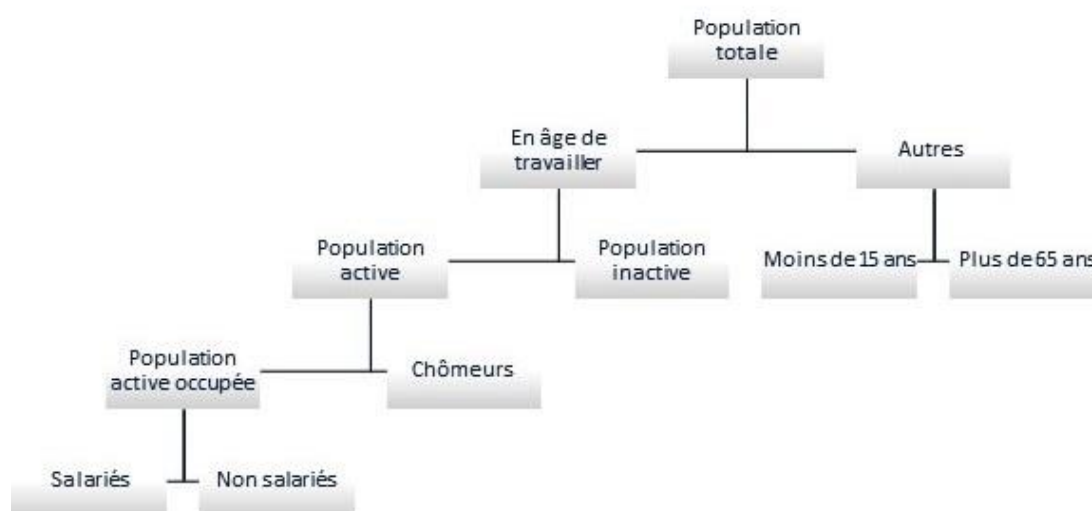 Population
totale
En âge de
travailler
Autres
Population
active
Population
inactive
Moins de 15 ans
Plus de 65 ans
Population
active occupée
Chômeurs
Salariés
Non salariés